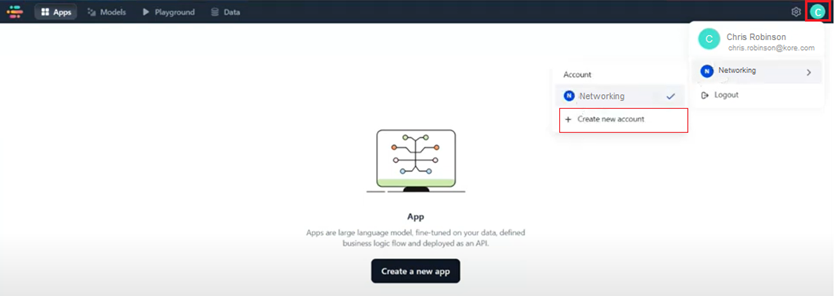 Apps
Models
Playground
Data
C
C
Chris Robinson
chris.robinson@kore.com
N
Networking
Logout
Account
N
Networking
Create new account
App
Apps are large language model, fine-tuned on your data, defined
business logic flow and deployed as an API.
Create a new app